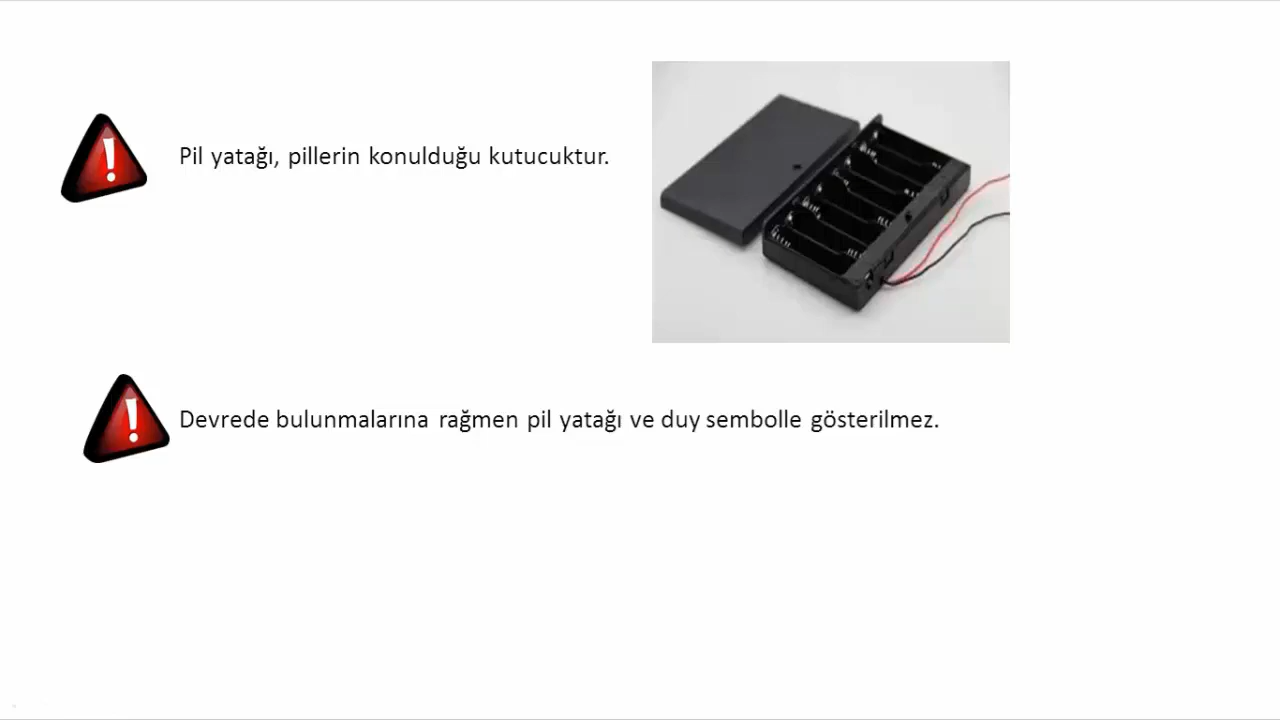 Pil yatağı, pillerin konulduğu kutucuktur.
Devrede bulunmalarına rağmen pil yatağı ve duy sembolle gösterilmez.